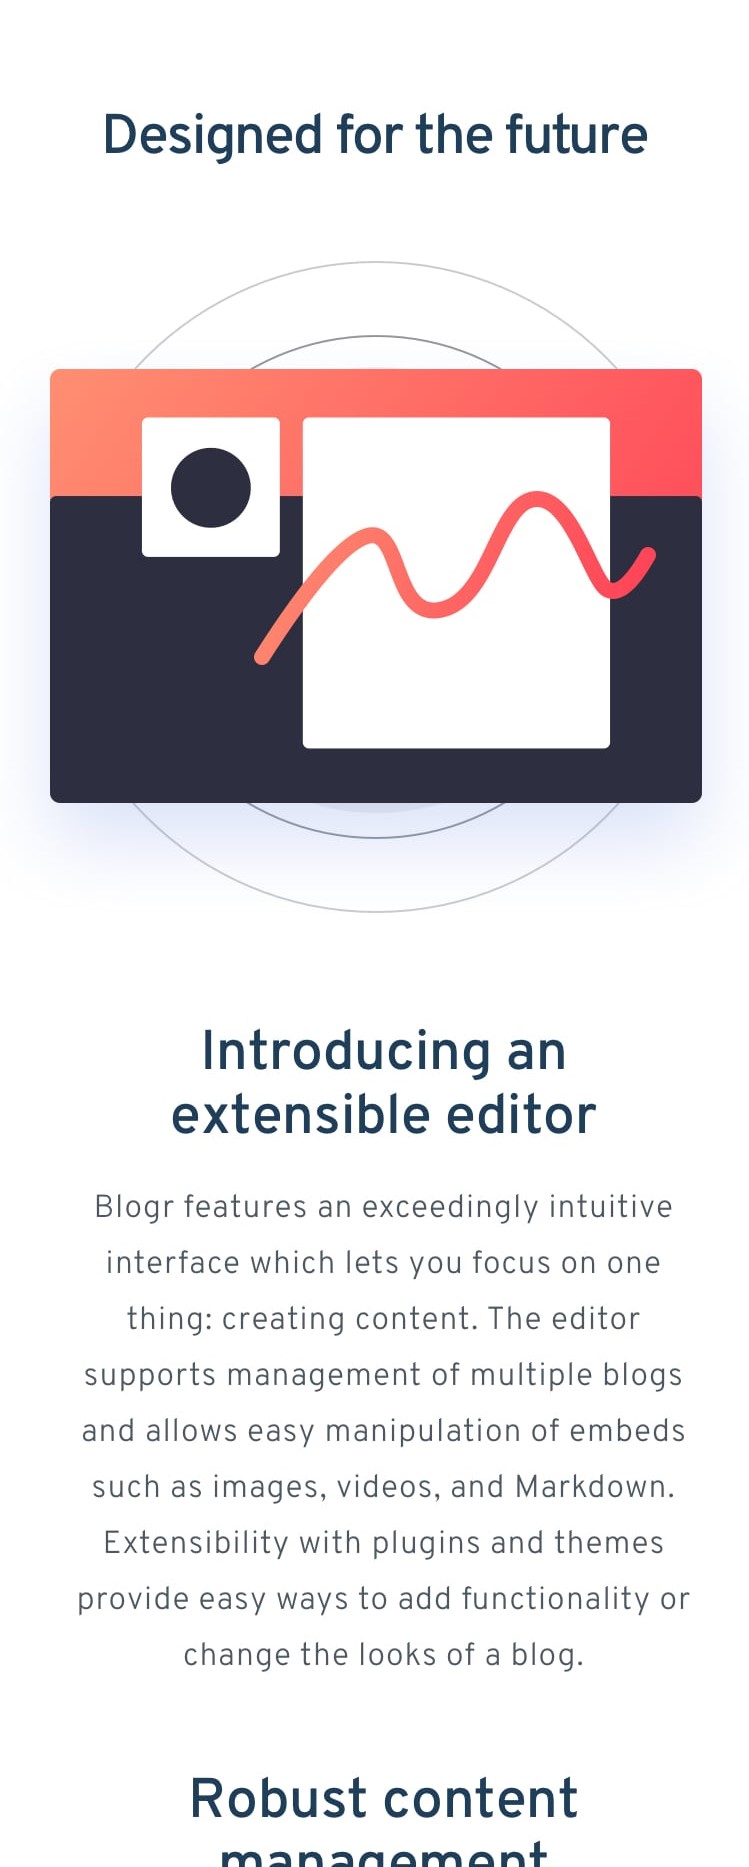 Designed for the future
Introducing an
extensible editor
Blogr features an exceedingly intuitive
interface which lets you focus on one
thing: creating content. The editor
supports management of multiple blogs
and allows easy manipulation of embeds
such as images, videos, and Markdown.
Extensibility with plugins and themes
provide easy ways to add functionality or
change the looks of a blog.
Robust content
management